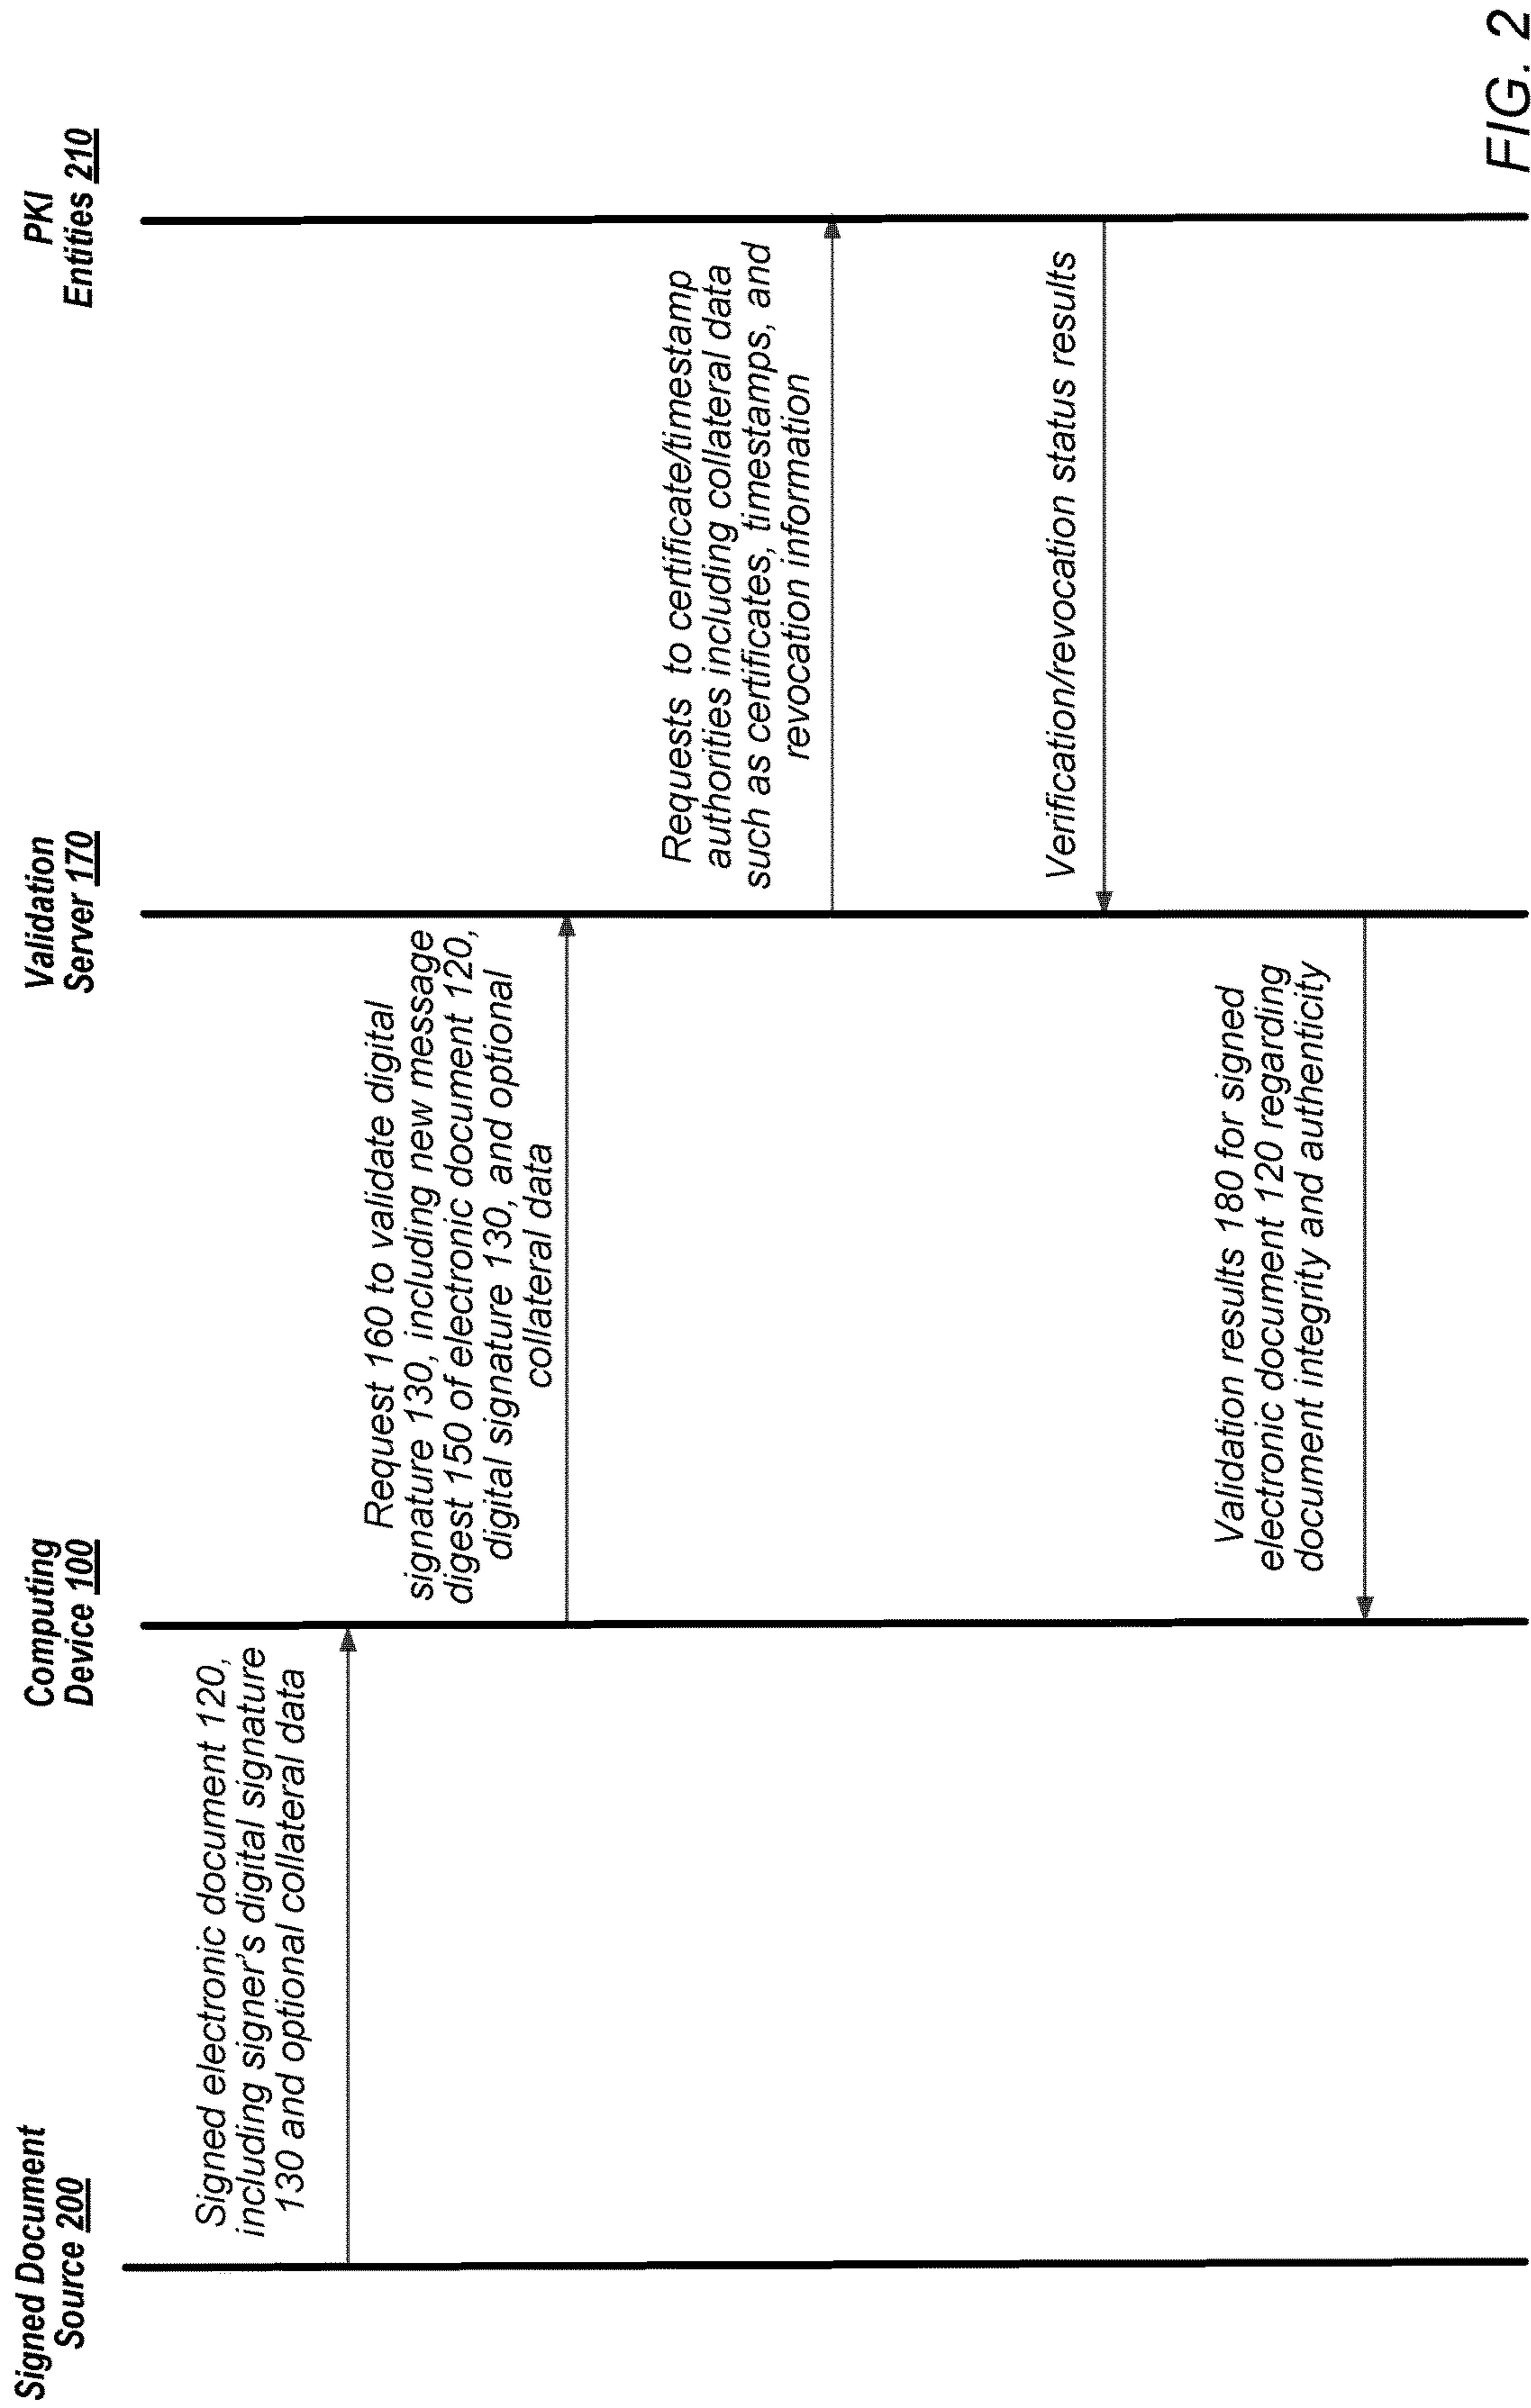 Signed Document
Source 200
Computing
Device 100
Validation
Server 170
PKI
Entities 210
Signed electronic document 120,
including signer's digital signature
130 and optional collateral data
Request 160 to validate digital
signature 130, including new message
digest 150 of electronic document 120,
digital signature 130, and optional
collateral data
Requests to certificate/timestamp
authorities including collateral data
such as certificates, timestamps, and
revocation information
Verification/revocation status results
Validation results 180 for signed
electronic document 120 regarding
document integrity and authenticity
FIG. 2